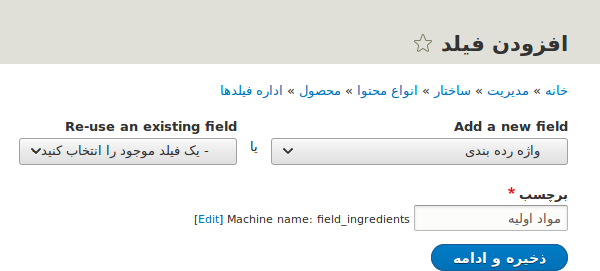 افزودن فیلد
خانه » مدیریت » ساختار » انواع محتوا » محصول » اداره فیلدها
Add a new field
واژه رده بندی
یا
Re-use an existing field
- یک فیلد موجود را انتخاب کنید
برچسب *
مواد اولیه
Machine name: field_ingredients [Edit]
ذخیره و ادامه